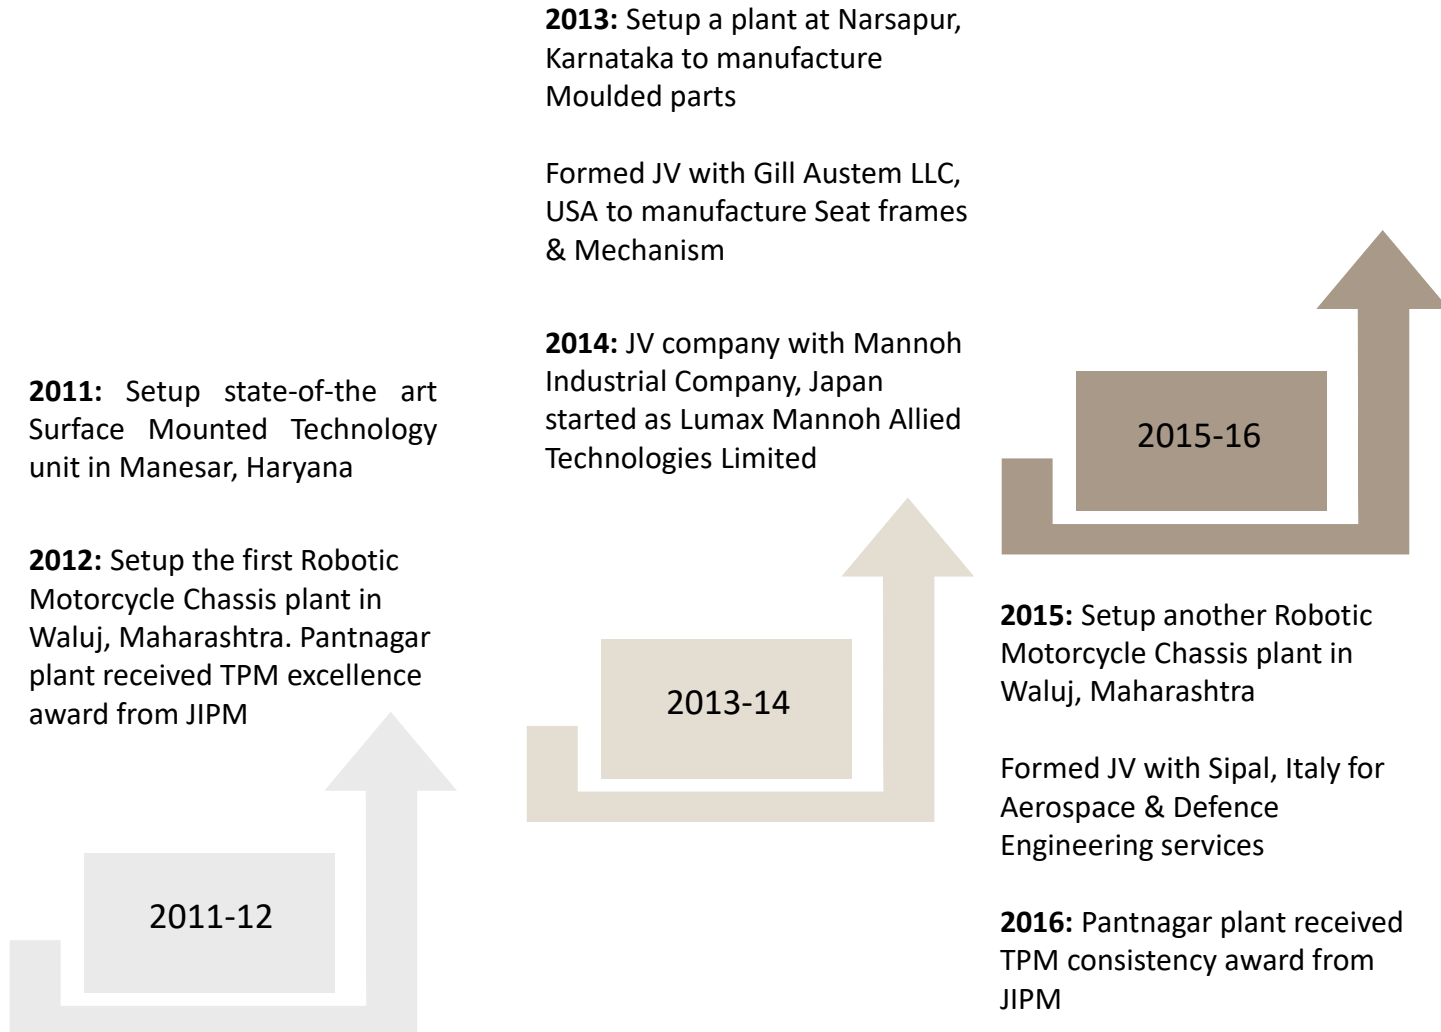 2011: Setup state-of-the art
Surface Mounted Technology
unit in Manesar, Haryana
2012: Setup the first Robotic
Motorcycle Chassis plant in
Waluj, Maharashtra. Pantnagar
plant received TPM excellence
award from JIPM
2011-12
2013: Setup a plant at Narsapur,
Karnataka to manufacture
Moulded parts
Formed JV with Gill Austem LLC,
USA to manufacture Seat frames
& Mechanism
2014: JV company with Mannoh
Industrial Company, Japan
started as Lumax Mannoh Allied
Technologies Limited
2013-14
2015-16
2015: Setup another Robotic
Motorcycle Chassis plant in
Waluj, Maharashtra
Formed JV with Sipal, Italy for
Aerospace & Defence
Engineering services
2016: Pantnagar plant received
TPM consistency award from
JIPM